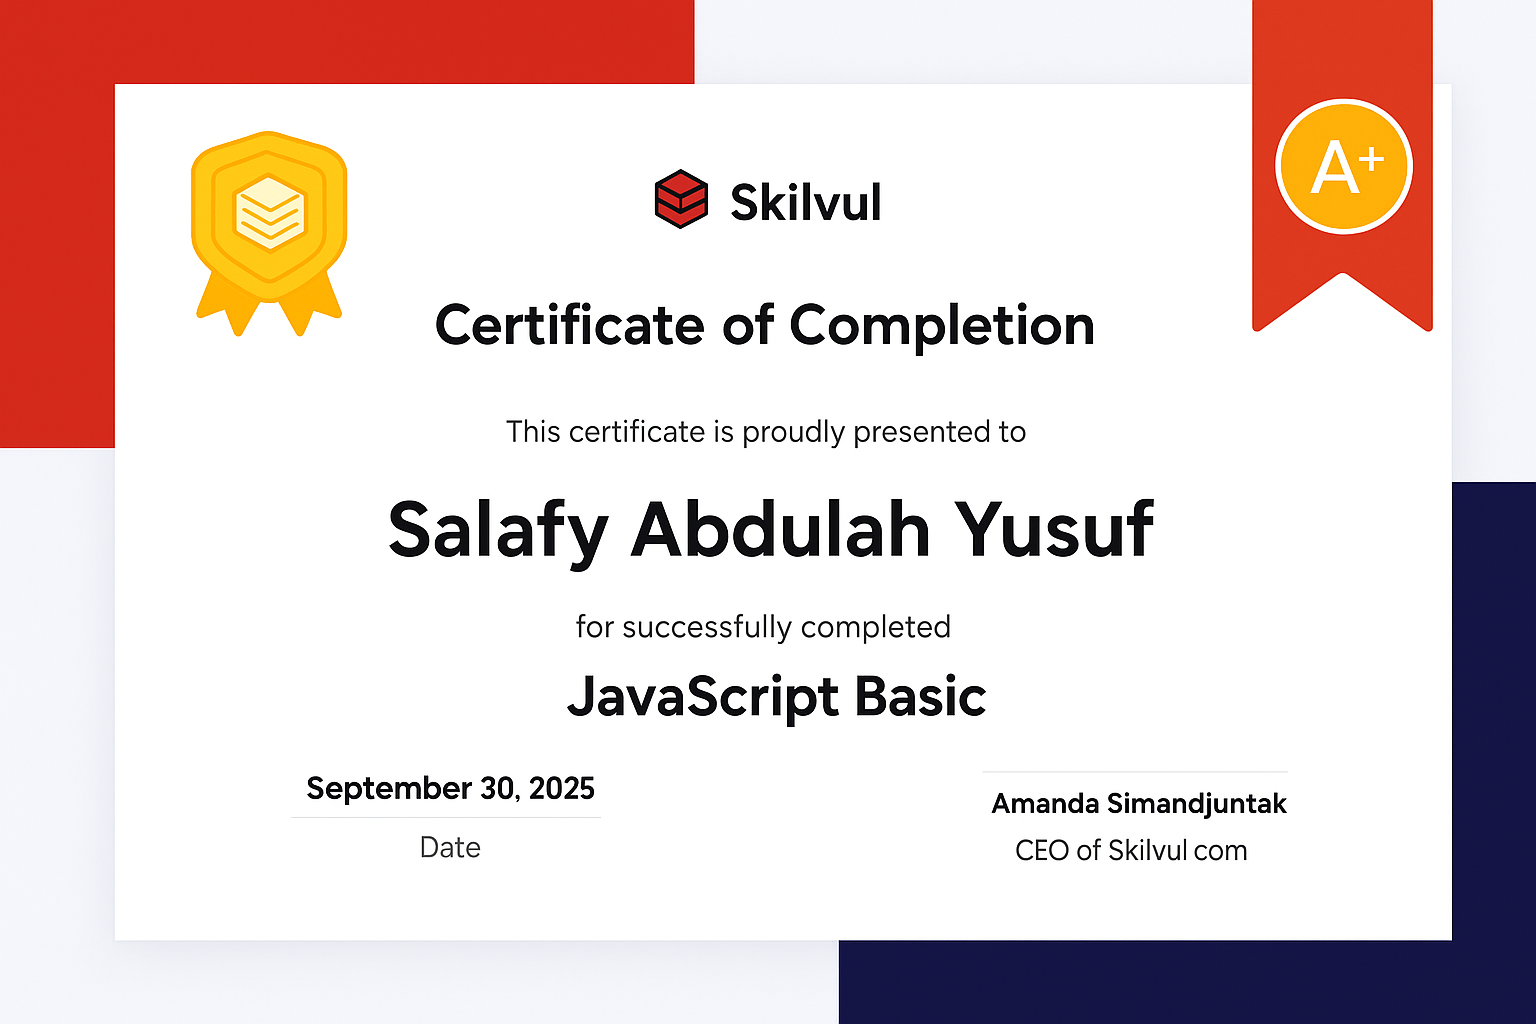 Skilvul
A+
Certificate of Completion
This certificate is proudly presented to
Salafy Abdulah Yusuf
for successfully completed
JavaScript Basic
September 30, 2025
Date
Amanda Simandjuntak
CEO of Skilvul com